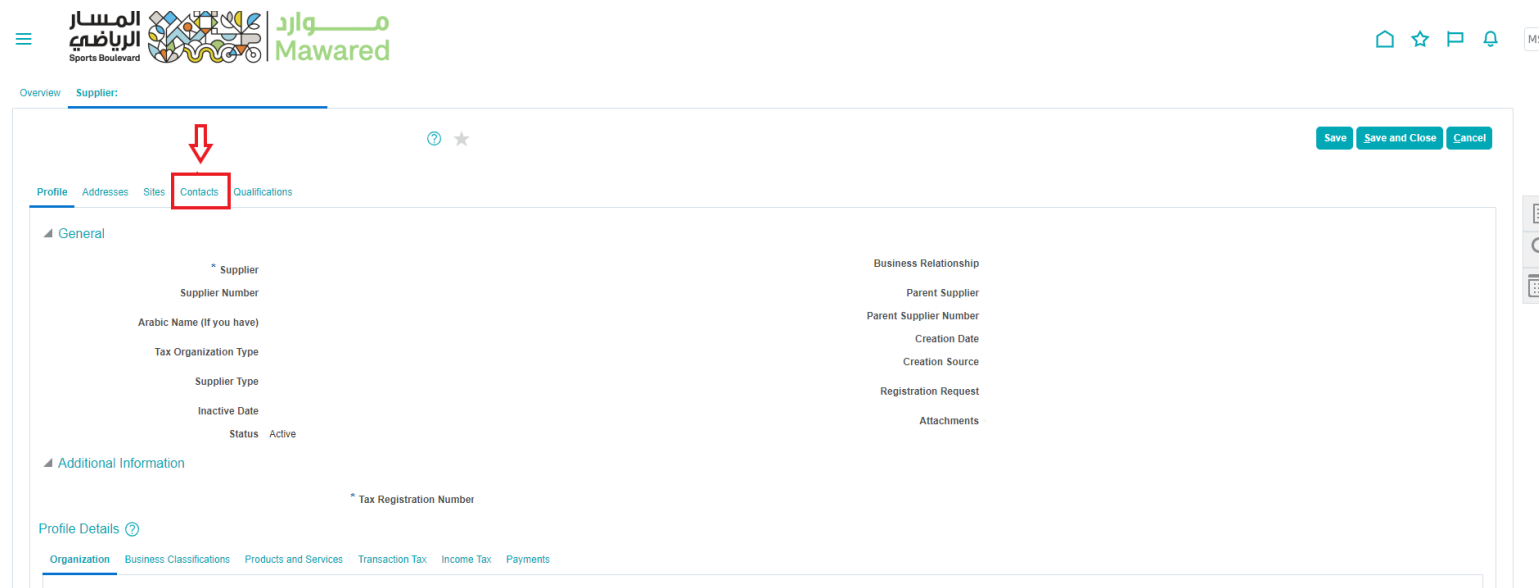 المسار
الرياضي
Sports Boulevard
مـــوارد
Mawared
Overview Supplier:
Save Save and Close Cancel
Profile Addresses Sites Contacts Qualifications
General
* Supplier
Supplier Number
Arabic Name (If you have)
Tax Organization Type
Supplier Type
Inactive Date
Status Active
Business Relationship
Parent Supplier
Parent Supplier Number
Creation Date
Creation Source
Registration Request
Attachments
Additional Information
* Tax Registration Number
Profile Details
Organization Business Classifications Products and Services Transaction Tax Income Tax Payments